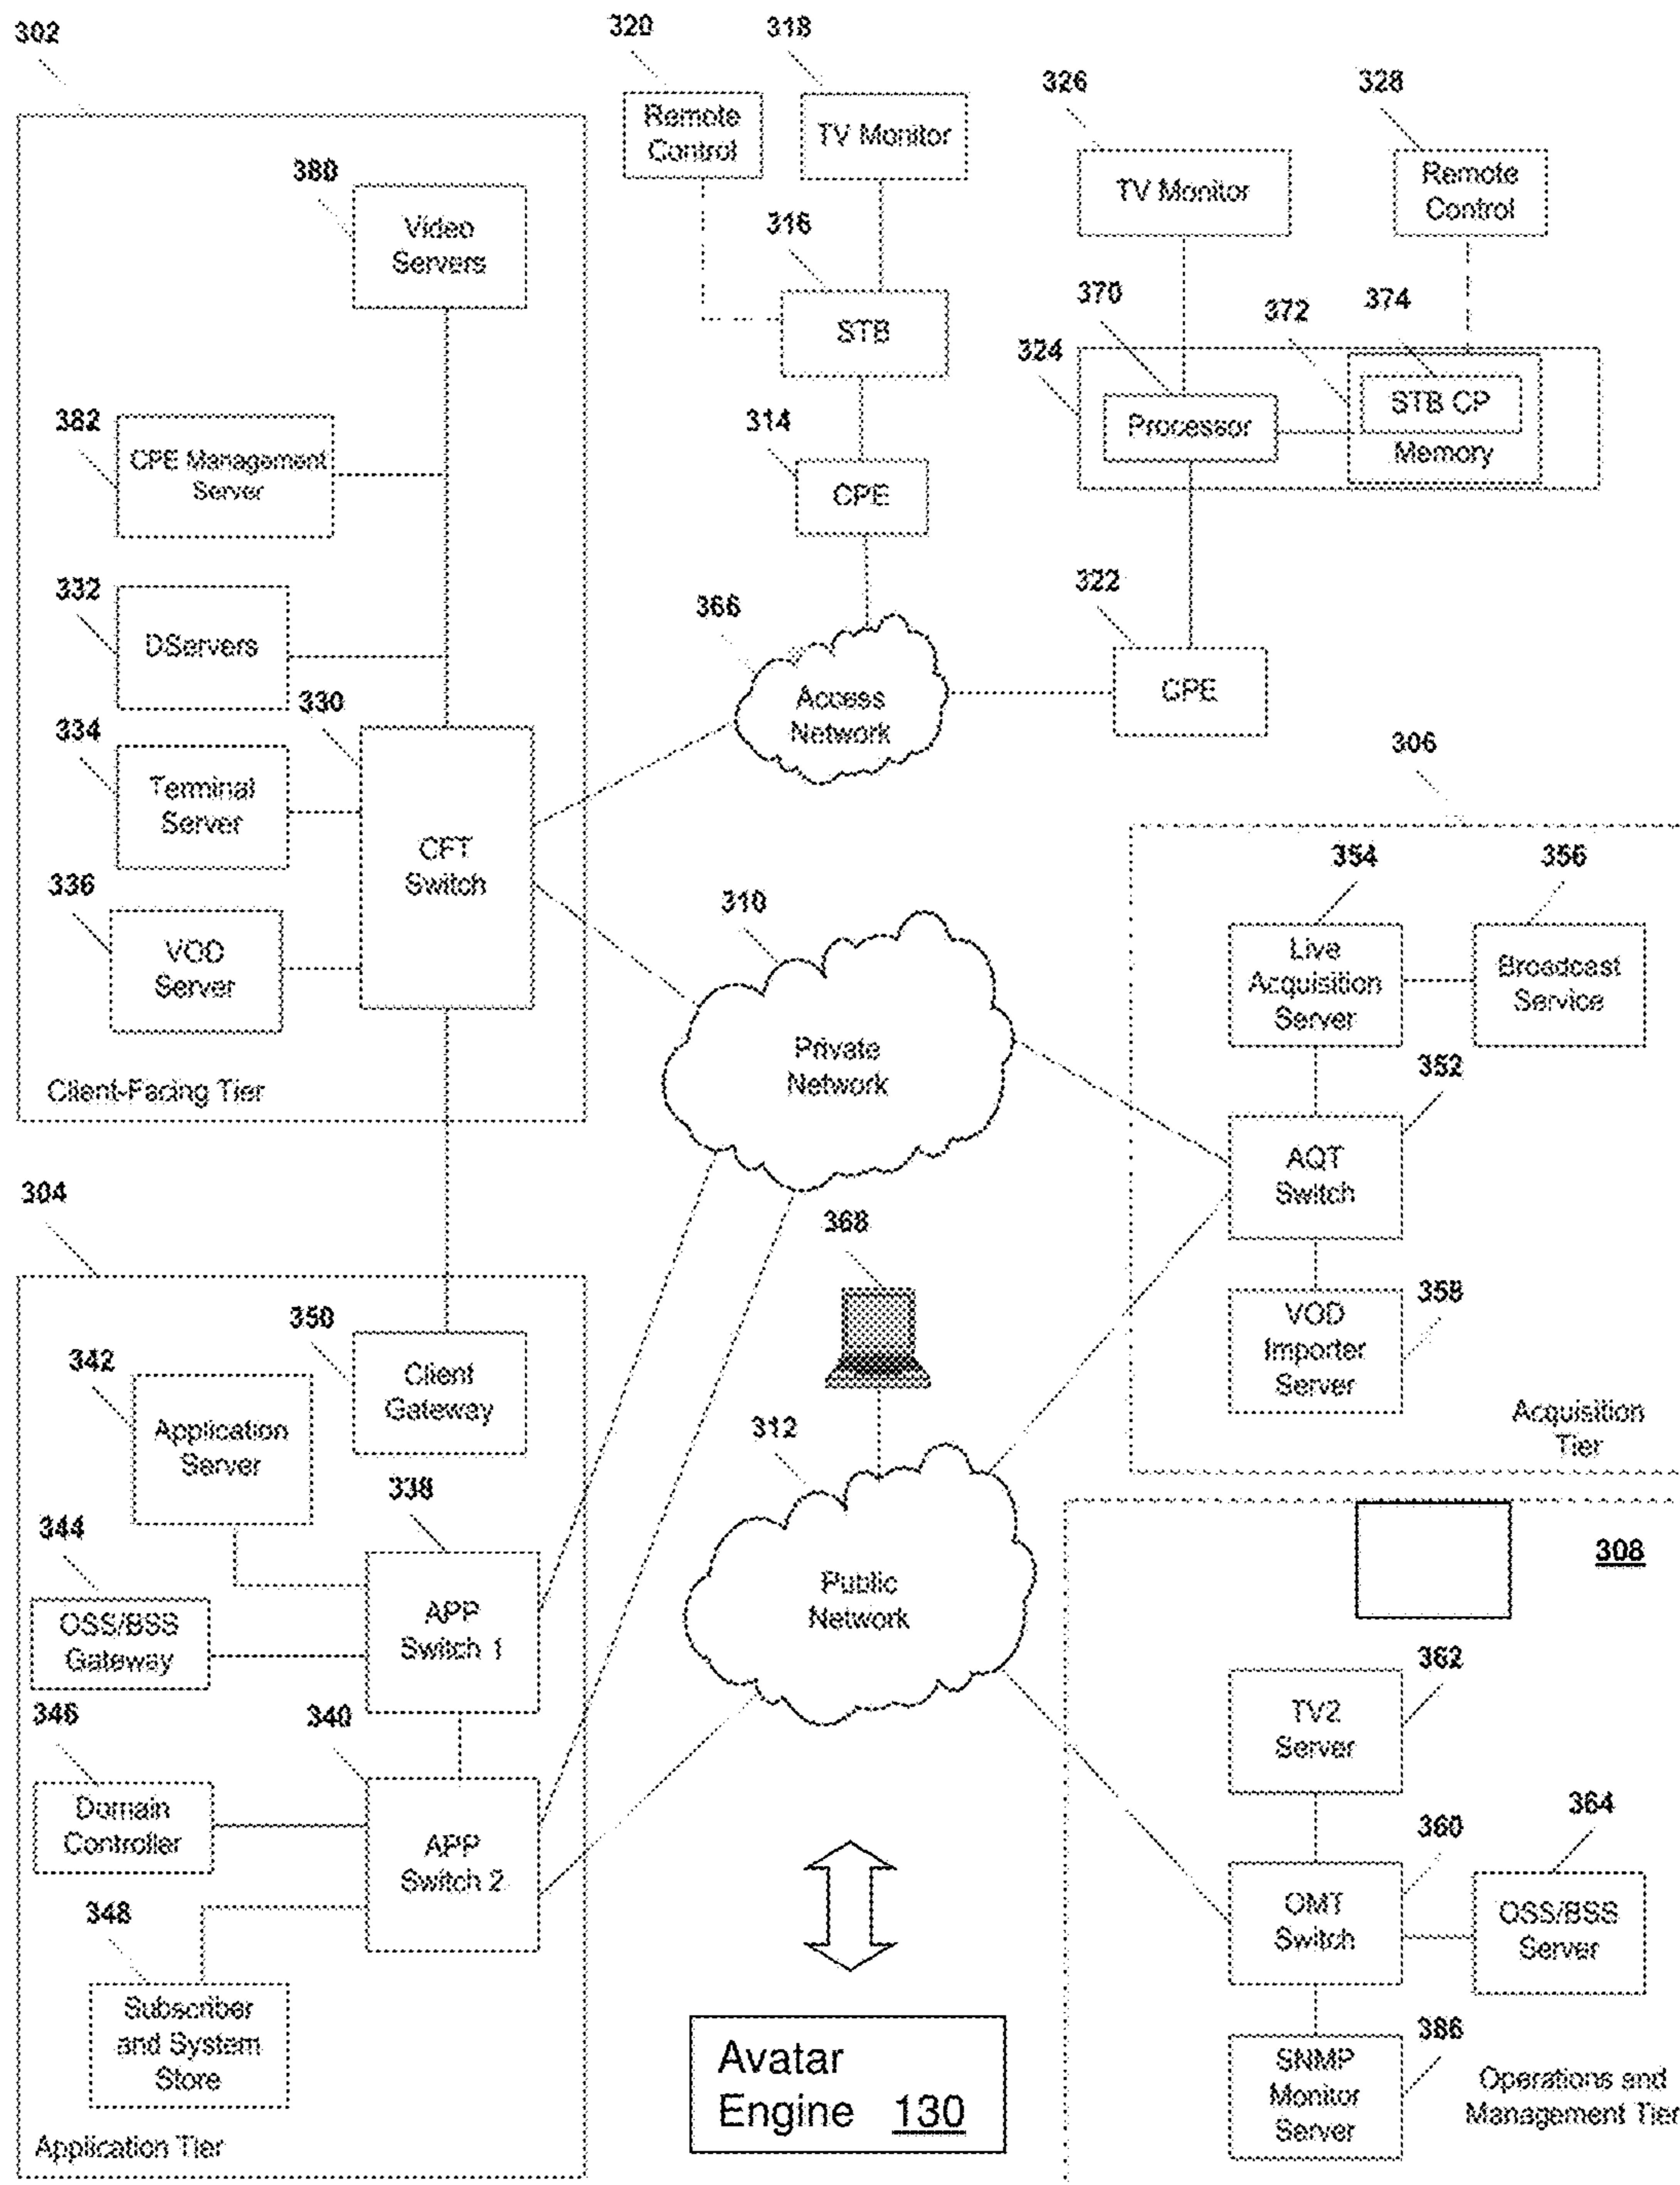 302
320
318
326
328
Remote
Control
TV Monitor
TV Monitor
Remote
Control
380
Video
Servers
316
STB
370
372
374
324
Processor
STB CP
Memory
382
CPE Management
Server
314
CPE
332
DServers
366
Access
Network
322
CPE
330
334
Terminal
Server
CFT
Switch
336
VOD
Server
Client-Facing Tier
306
354
356
Live
Acquisition
Server
Broadcast
Service
310
Private
Network
352
AQT
Switch
358
VOD
Importer
Server
Acquisition
Tier
304
350
Client
Gateway
342
Application
Server
368
312
Public
Network
338
344
OSS/BSS
Gateway
APP
Switch 1
308
362
TV2
Server
346
340
Domain
Controller
APP
Switch 2
364
360
OMT
Switch
OSS/BSS
Server
348
Subscriber
and System
Store
Application Tier
Avatar
Engine 130
386
SNMP
Monitor
Server
Operations and
Management Tier